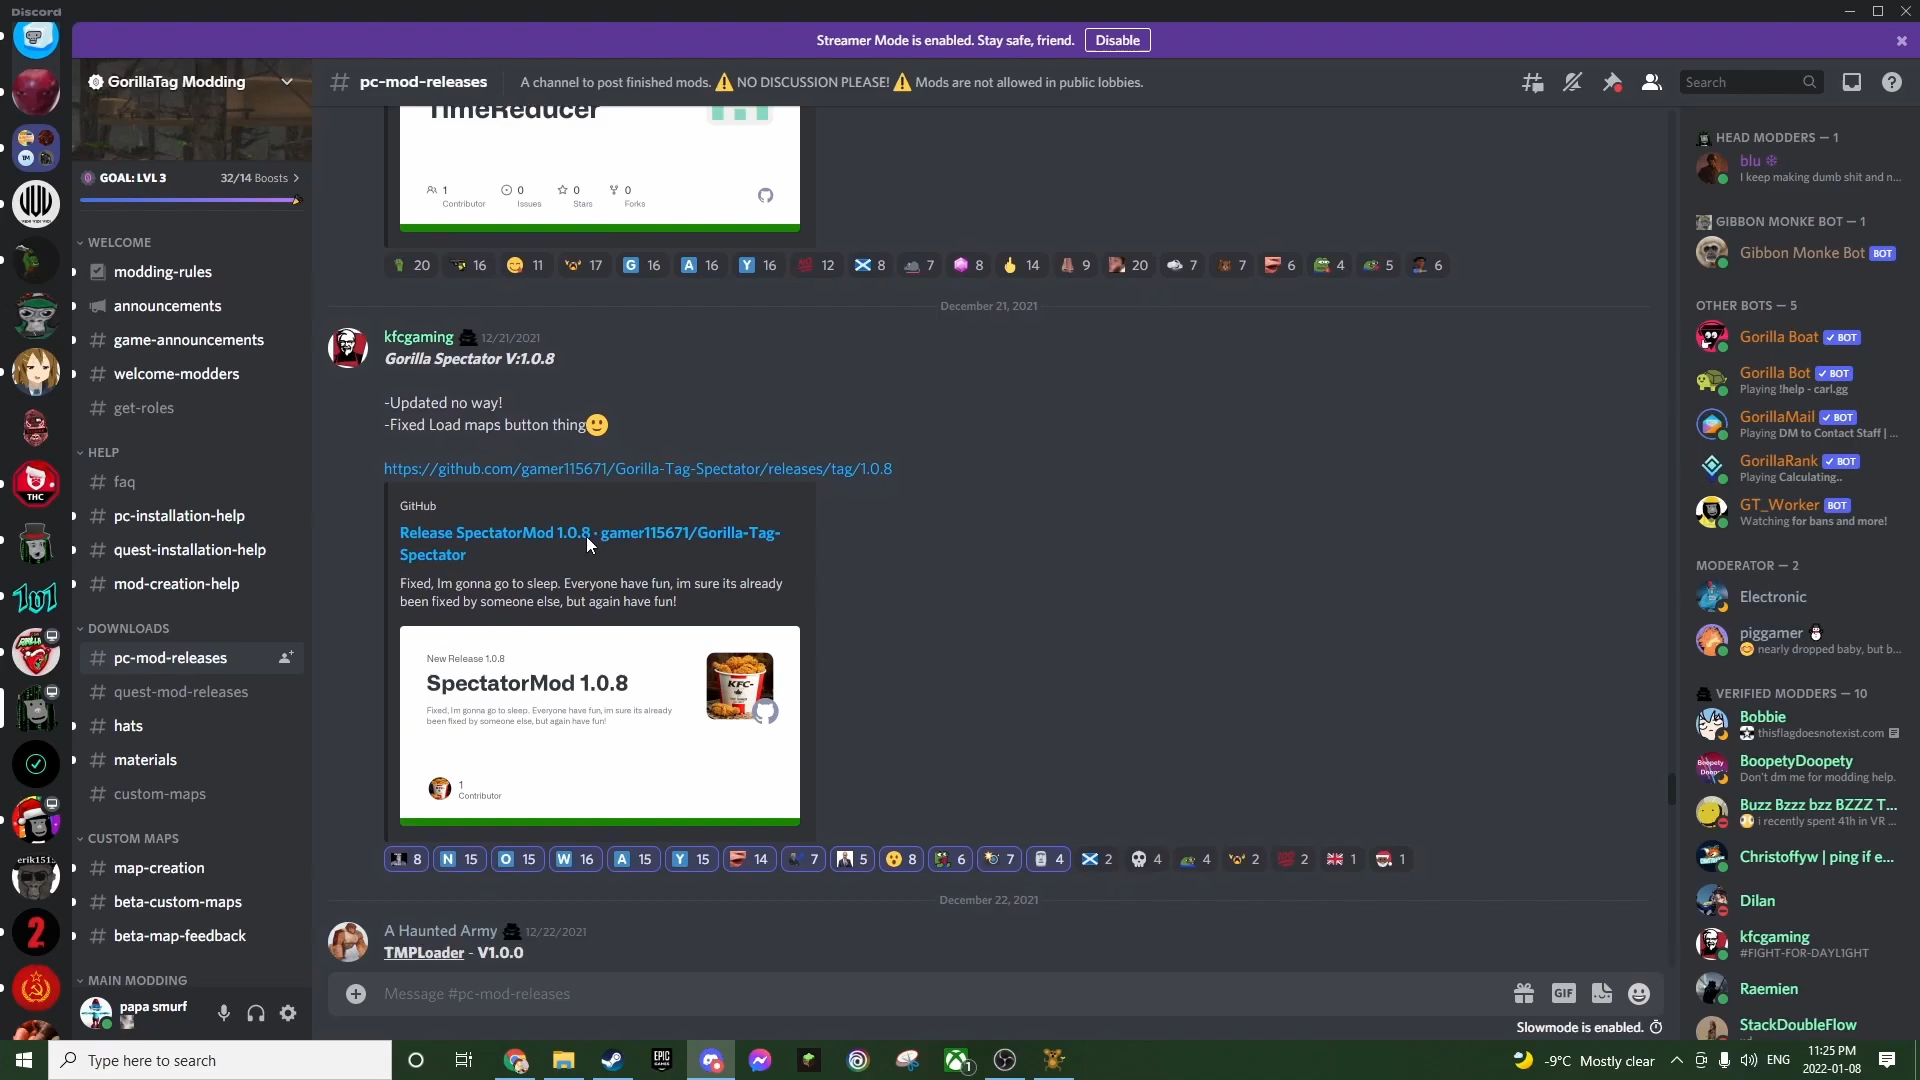 Discord
Streamer Mode is enabled. Stay safe, friend. Disable
GorillaTag Modding
GOAL: LVL 3 32/14 Boosts
WELCOME
modding-rules
announcements
game-announcements
welcome-modders
get-roles
HELP
faq
pc-installation-help
quest-installation-help
mod-creation-help
DOWNLOADS
pc-mod-releases
quest-mod-releases
hats
materials
custom-maps
CUSTOM MAPS
map-creation
beta-custom-maps
beta-map-feedback
MAIN MODDING
papa smurf
THC
erik151
2
pc-mod-releases A channel to post finished mods. ⚠ NO DISCUSSION PLEASE! ⚠ Mods are not allowed in public lobbies.
Search
TimeReducer
1 0 0 0
Contributor Issues Stars Forks
20 16 11 17 G 16 A 16 Y 16 12 8 7 8 14 9 20 7 7 6 4 5 6
December 21, 2021
kfcgaming 12/21/2021
Gorilla Spectator V:1.0.8
-Updated no way!
-Fixed Load maps button thing🙂
https://github.com/gamer115671/Gorilla-Tag-Spectator/releases/tag/1.0.8
GitHub
Release SpectatorMod 1.0.8 · gamer115671/Gorilla-Tag-
Spectator
Fixed, Im gonna go to sleep. Everyone have fun, im sure its already
been fixed by someone else, but again have fun!
New Release 1.0.8
SpectatorMod 1.0.8
Fixed, Im gonna go to sleep. Everyone have fun, im sure its already
been fixed by someone else, but again have fun!
KFC
1
Contributor
8 N 15 O 15 W 16 A 15 Y 15 14 7 5 8 6 7 4 2 4 4 2 2 1 1
December 22, 2021
A Haunted Army 12/22/2021
TMPLoader - V1.0.0
Message #pc-mod-releases
GIF
Slowmode is enabled.
HEAD MODDERS — 1
blu ❄
I keep making dumb shit and n...
GIBBON MONKE BOT — 1
Gibbon Monke Bot BOT
OTHER BOTS — 5
Gorilla Boat ✓ BOT
Gorilla Bot ✓ BOT
Playing !help - carl.gg
GorillaMail ✓ BOT
Playing DM to Contact Staff | ...
GorillaRank ✓ BOT
Playing Calculating..
GT_Worker BOT
Watching for bans and more!
MODERATOR — 2
Electronic
piggamer
nearly dropped baby, but b...
VERIFIED MODDERS — 10
Bobbie
thisflagdoesnotexist.com
BoopetyDoopety
Don't dm me for modding help.
Buzz Bzzz bzz BZZZ T...
i recently spent 41h in VR ...
Christoffyw | ping if e...
Dilan
kfcgaming
#FIGHT-FOR-DAYL1GHT
Raemien
StackDoubleFlow
Type here to search
EPIC GAMES
1
-9°C Mostly clear
ENG
11:25 PM
2022-01-08